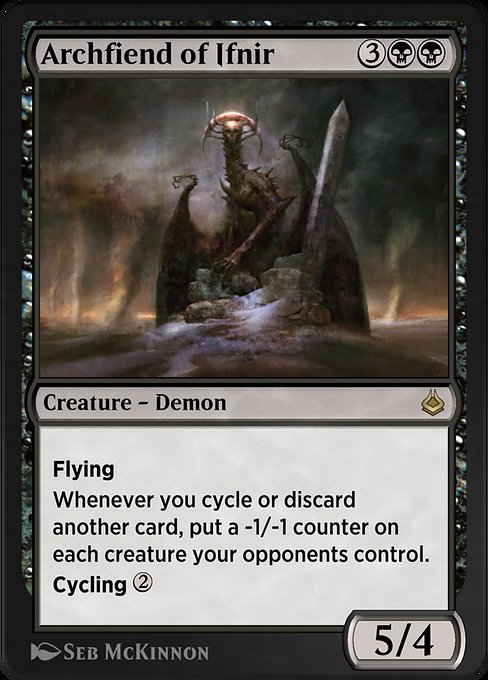 Archfiend of Ifnir 3
Creature – Demon
Flying
Whenever you cycle or discard
another card, put a -1/-1 counter on
each creature your opponents control.
Cycling 2
Seb McKinnon
5/4